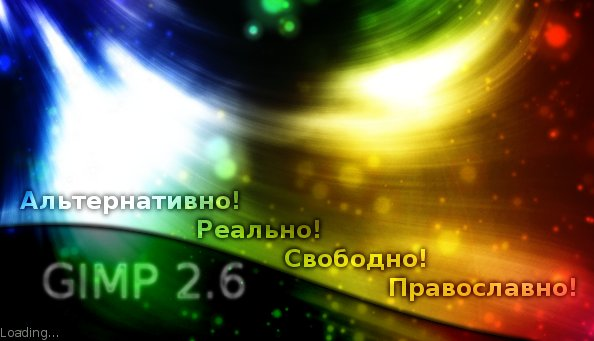 Альтернативно!
Реально!
Свободно!
Православно!
GIMP 2.6
Loading...